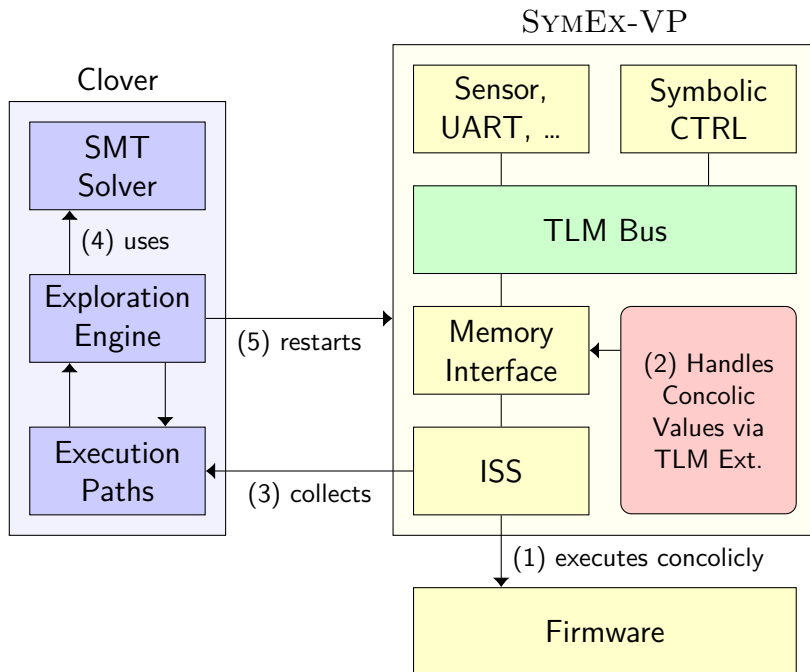 SymEx-VP
Clover
SMT
Solver
(4) uses
Exploration
Engine
(5) restarts
Execution
Paths
(3) collects
Sensor,
UART, ...
Symbolic
CTRL
TLM Bus
Memory
Interface
(2) Handles
Concolic
Values via
TLM Ext.
ISS
(1) executes concolicly
Firmware